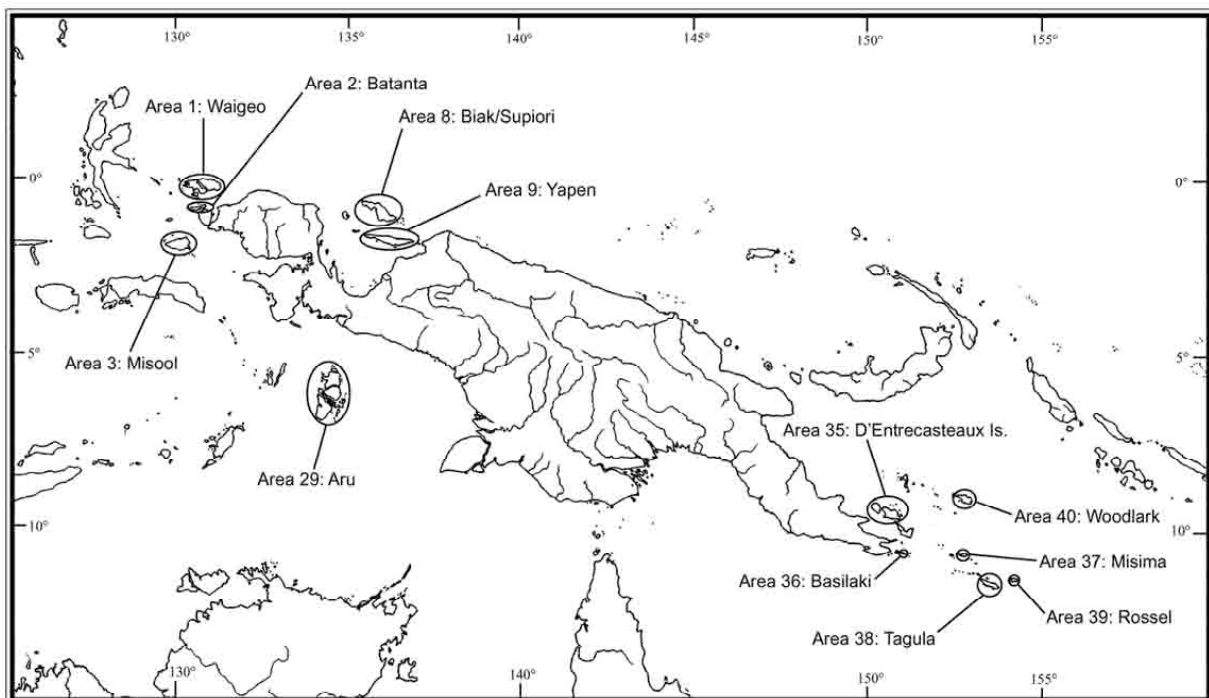 130°
135°
140°
145°
150°
155°
Area 2: Batanta
Area 1: Waigeo
Area 8: Biak/Supiori
0°
0°
Area 9: Yapen
Area 3: Misool
5°
5°
Area 35: D'Entrecasteaux Is.
Area 29: Aru
Area 40: Woodlark
10°
10°
Area 37: Misima
Area 36: Basilaki
Area 39: Rossel
Area 38: Tagula
130°
140°
150°
155°